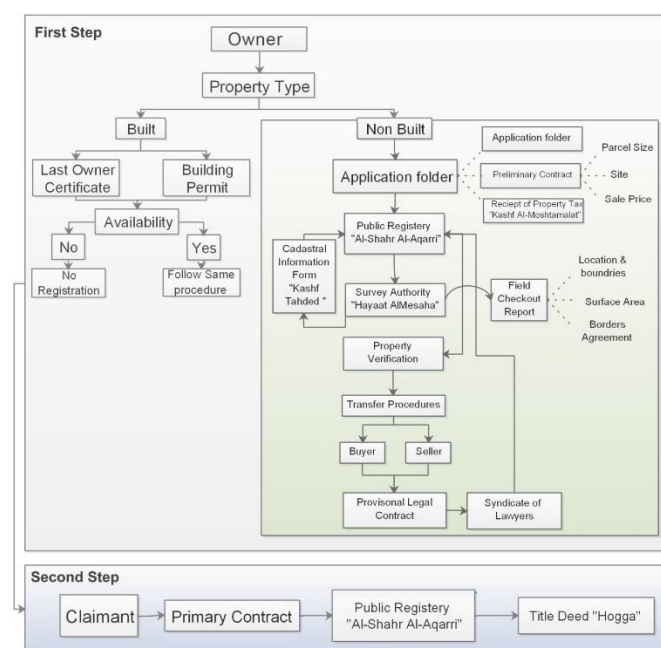 First Step
Owner
Property Type
Built
Non Built
Last Owner
Certificate
Building
Permit
Availability
No
Yes
No
Registration
Follow Same
procedure
Application folder
Application folder
Preliminary Contract
Reciept of Property Tax
"Kashf Al-Moshtamalat"
Parcel Size
Site
Sale Price
Public Registery
"Al-Shahr Al-Aqarri"
Cadastral
Information
Form
"Kashf
Tahded "
Survey Authority
"Hayaat AlMesaha"
Field
Checkout
Report
Location &
boundries
Surface Area
Borders
Agreement
Property
Verification
Transfer Procedures
Buyer
Seller
Provisonal Legal
Contract
Syndicate of
Lawyers
Second Step
Claimant
Primary Contract
Public Registery
"Al-Shahr Al-Aqarri"
Title Deed "Hogga"